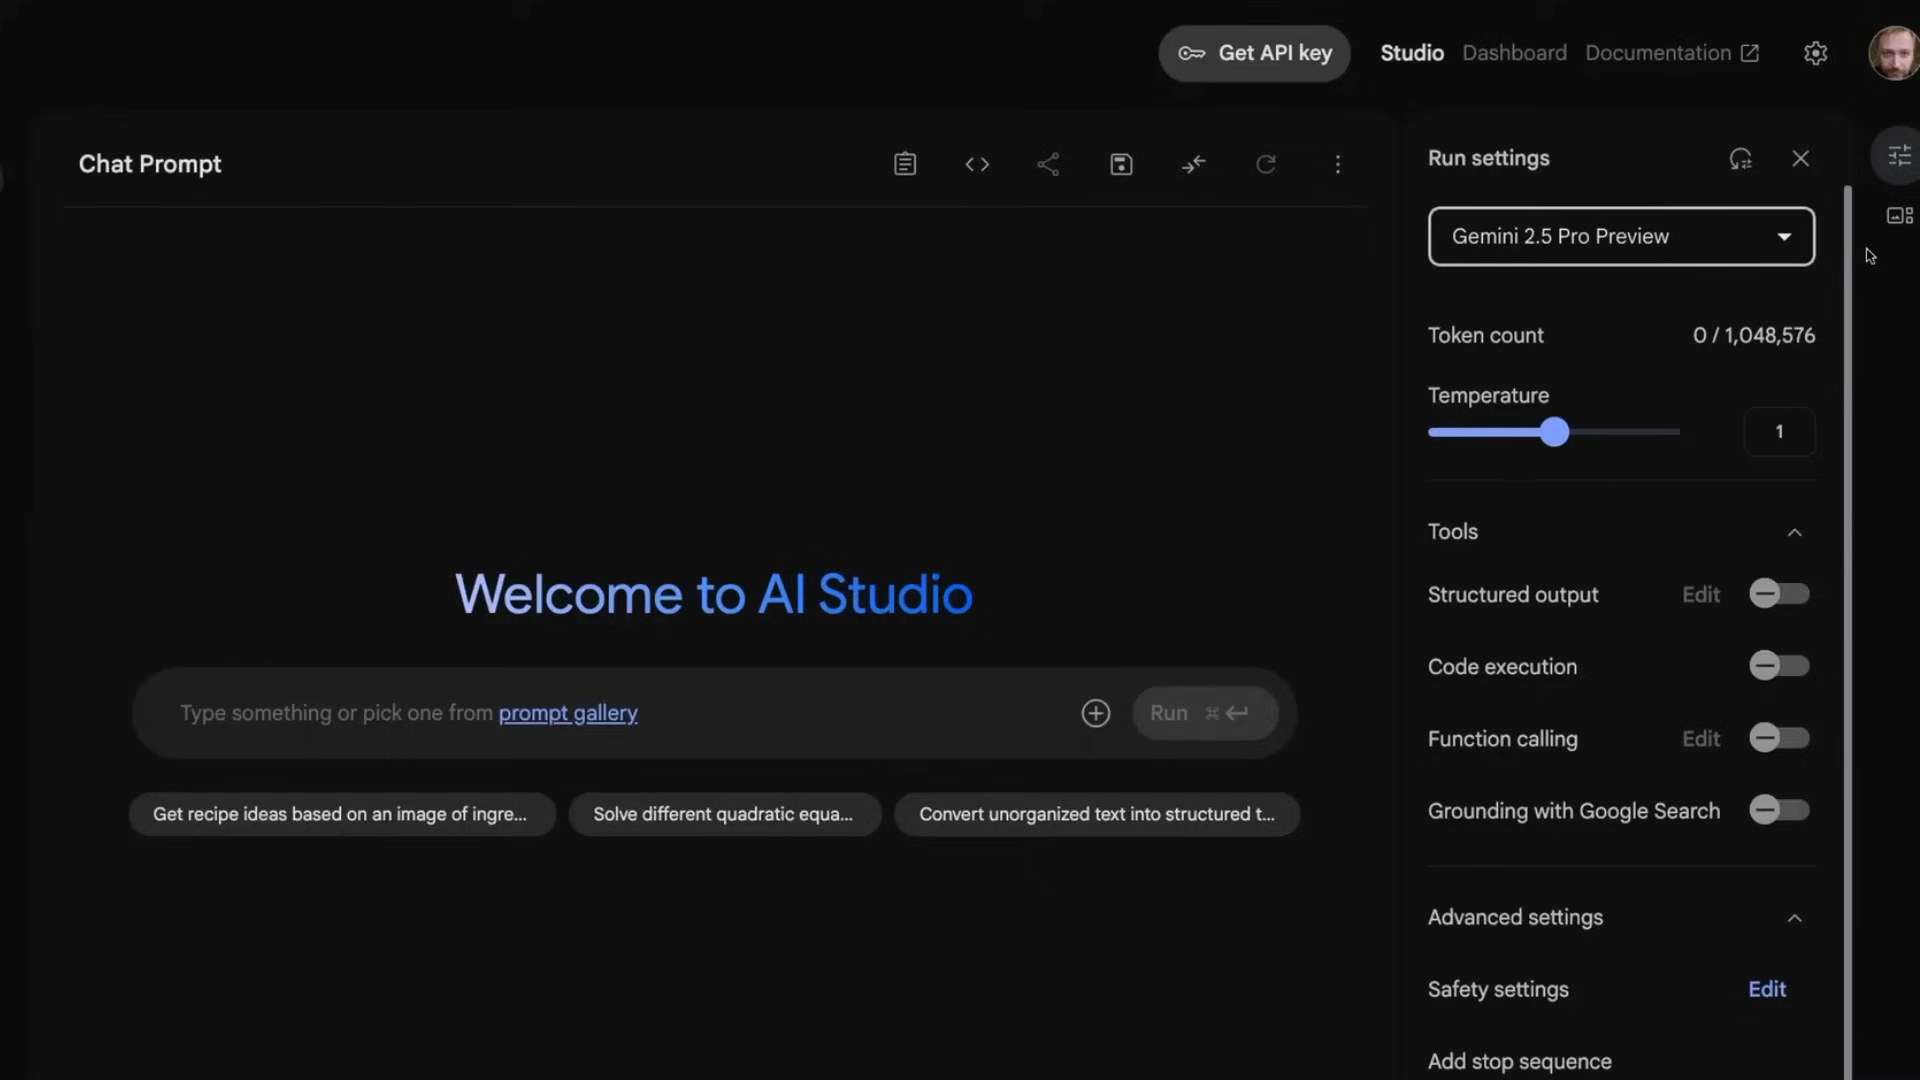 Get API key
Studio
Dashboard
Documentation
Chat Prompt
Welcome to AI Studio
Type something or pick one from prompt gallery
Run ⌘
Get recipe ideas based on an image of ingre...
Solve different quadratic equa...
Convert unorganized text into structured t...
Run settings
Gemini 2.5 Pro Preview
Token count 0 / 1,048,576
Temperature
1
Tools
Structured output Edit
Code execution
Function calling Edit
Grounding with Google Search
Advanced settings
Safety settings Edit
Add stop sequence